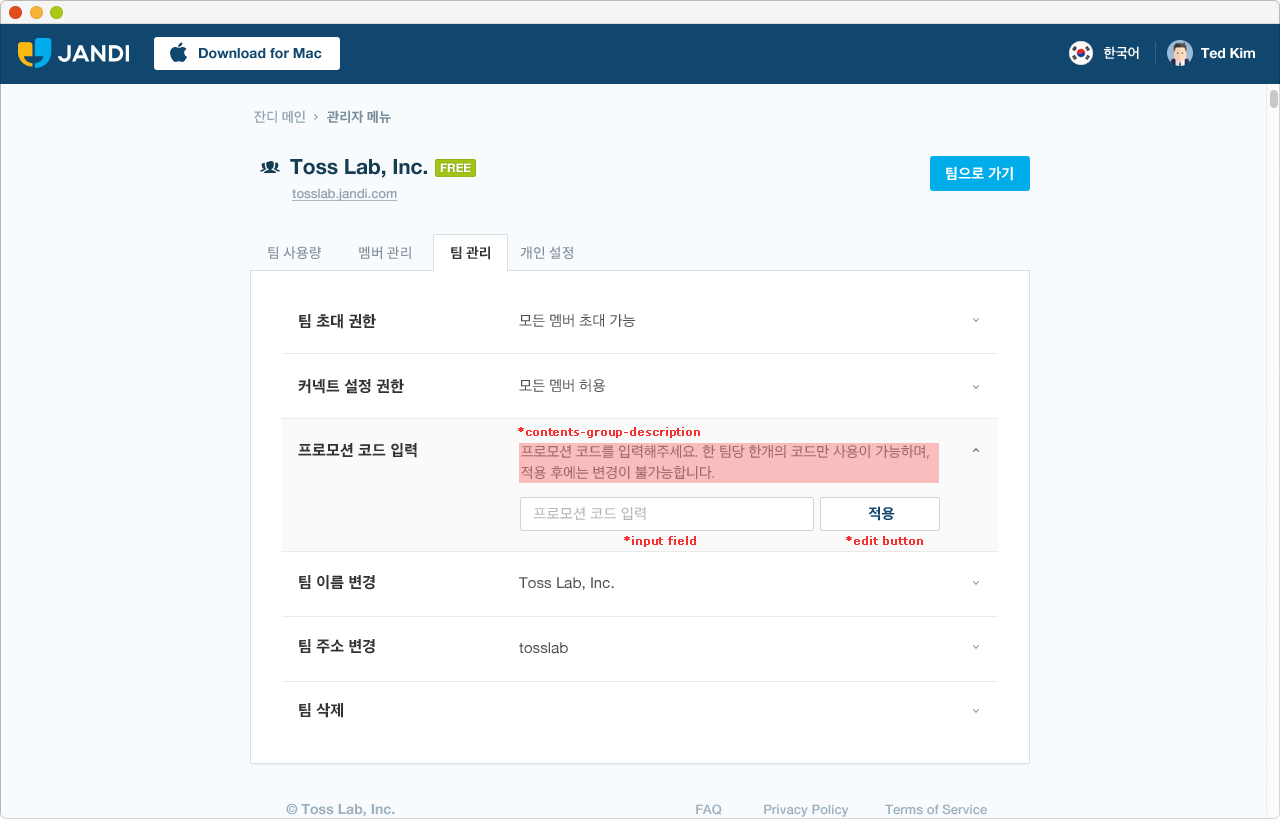 JANDI
Download for Mac
한국어
Ted Kim
잔디 메인 › 관리자 메뉴
Toss Lab, Inc. FREE
tosslab.jandi.com
팀으로 가기
팀 사용량
멤버 관리
팀 관리
개인 설정
팀 초대 권한
모든 멤버 초대 가능
커넥트 설정 권한
모든 멤버 허용
*contents-group-description
프로모션 코드 입력
프로모션 코드를 입력해주세요. 한 팀당 한개의 코드만 사용이 가능하며,
적용 후에는 변경이 불가능합니다.
프로모션 코드 입력
적용
*input field
*edit button
팀 이름 변경
Toss Lab, Inc.
팀 주소 변경
tosslab
팀 삭제
© Toss Lab, Inc.
FAQ
Privacy Policy
Terms of Service